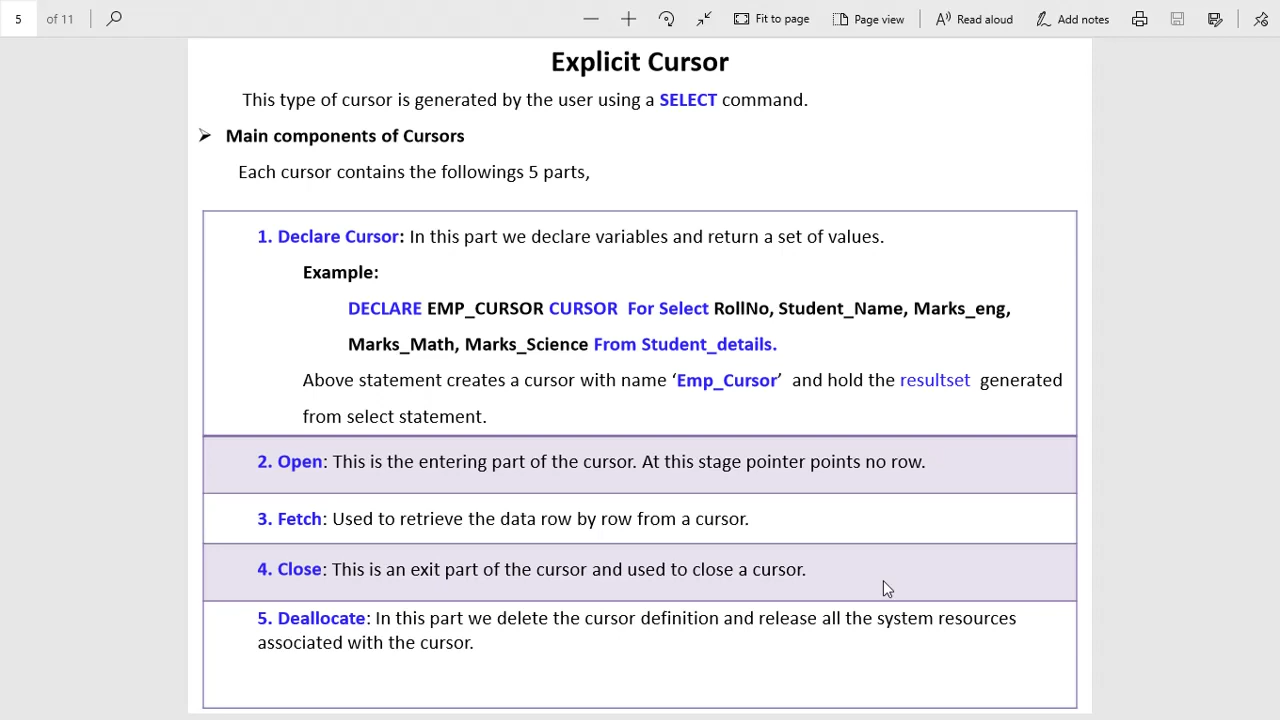 5 of 11 Fit to page Page view Read aloud Add notes
Explicit Cursor
This type of cursor is generated by the user using a SELECT command.
➢ Main components of Cursors
Each cursor contains the followings 5 parts,
1. Declare Cursor: In this part we declare variables and return a set of values.
Example:
DECLARE EMP_CURSOR CURSOR For Select RollNo, Student_Name, Marks_eng,
Marks_Math, Marks_Science From Student_details.
Above statement creates a cursor with name ‘Emp_Cursor’ and hold the resultset generated
from select statement.
2. Open: This is the entering part of the cursor. At this stage pointer points no row.
3. Fetch: Used to retrieve the data row by row from a cursor.
4. Close: This is an exit part of the cursor and used to close a cursor.
5. Deallocate: In this part we delete the cursor definition and release all the system resources
associated with the cursor.